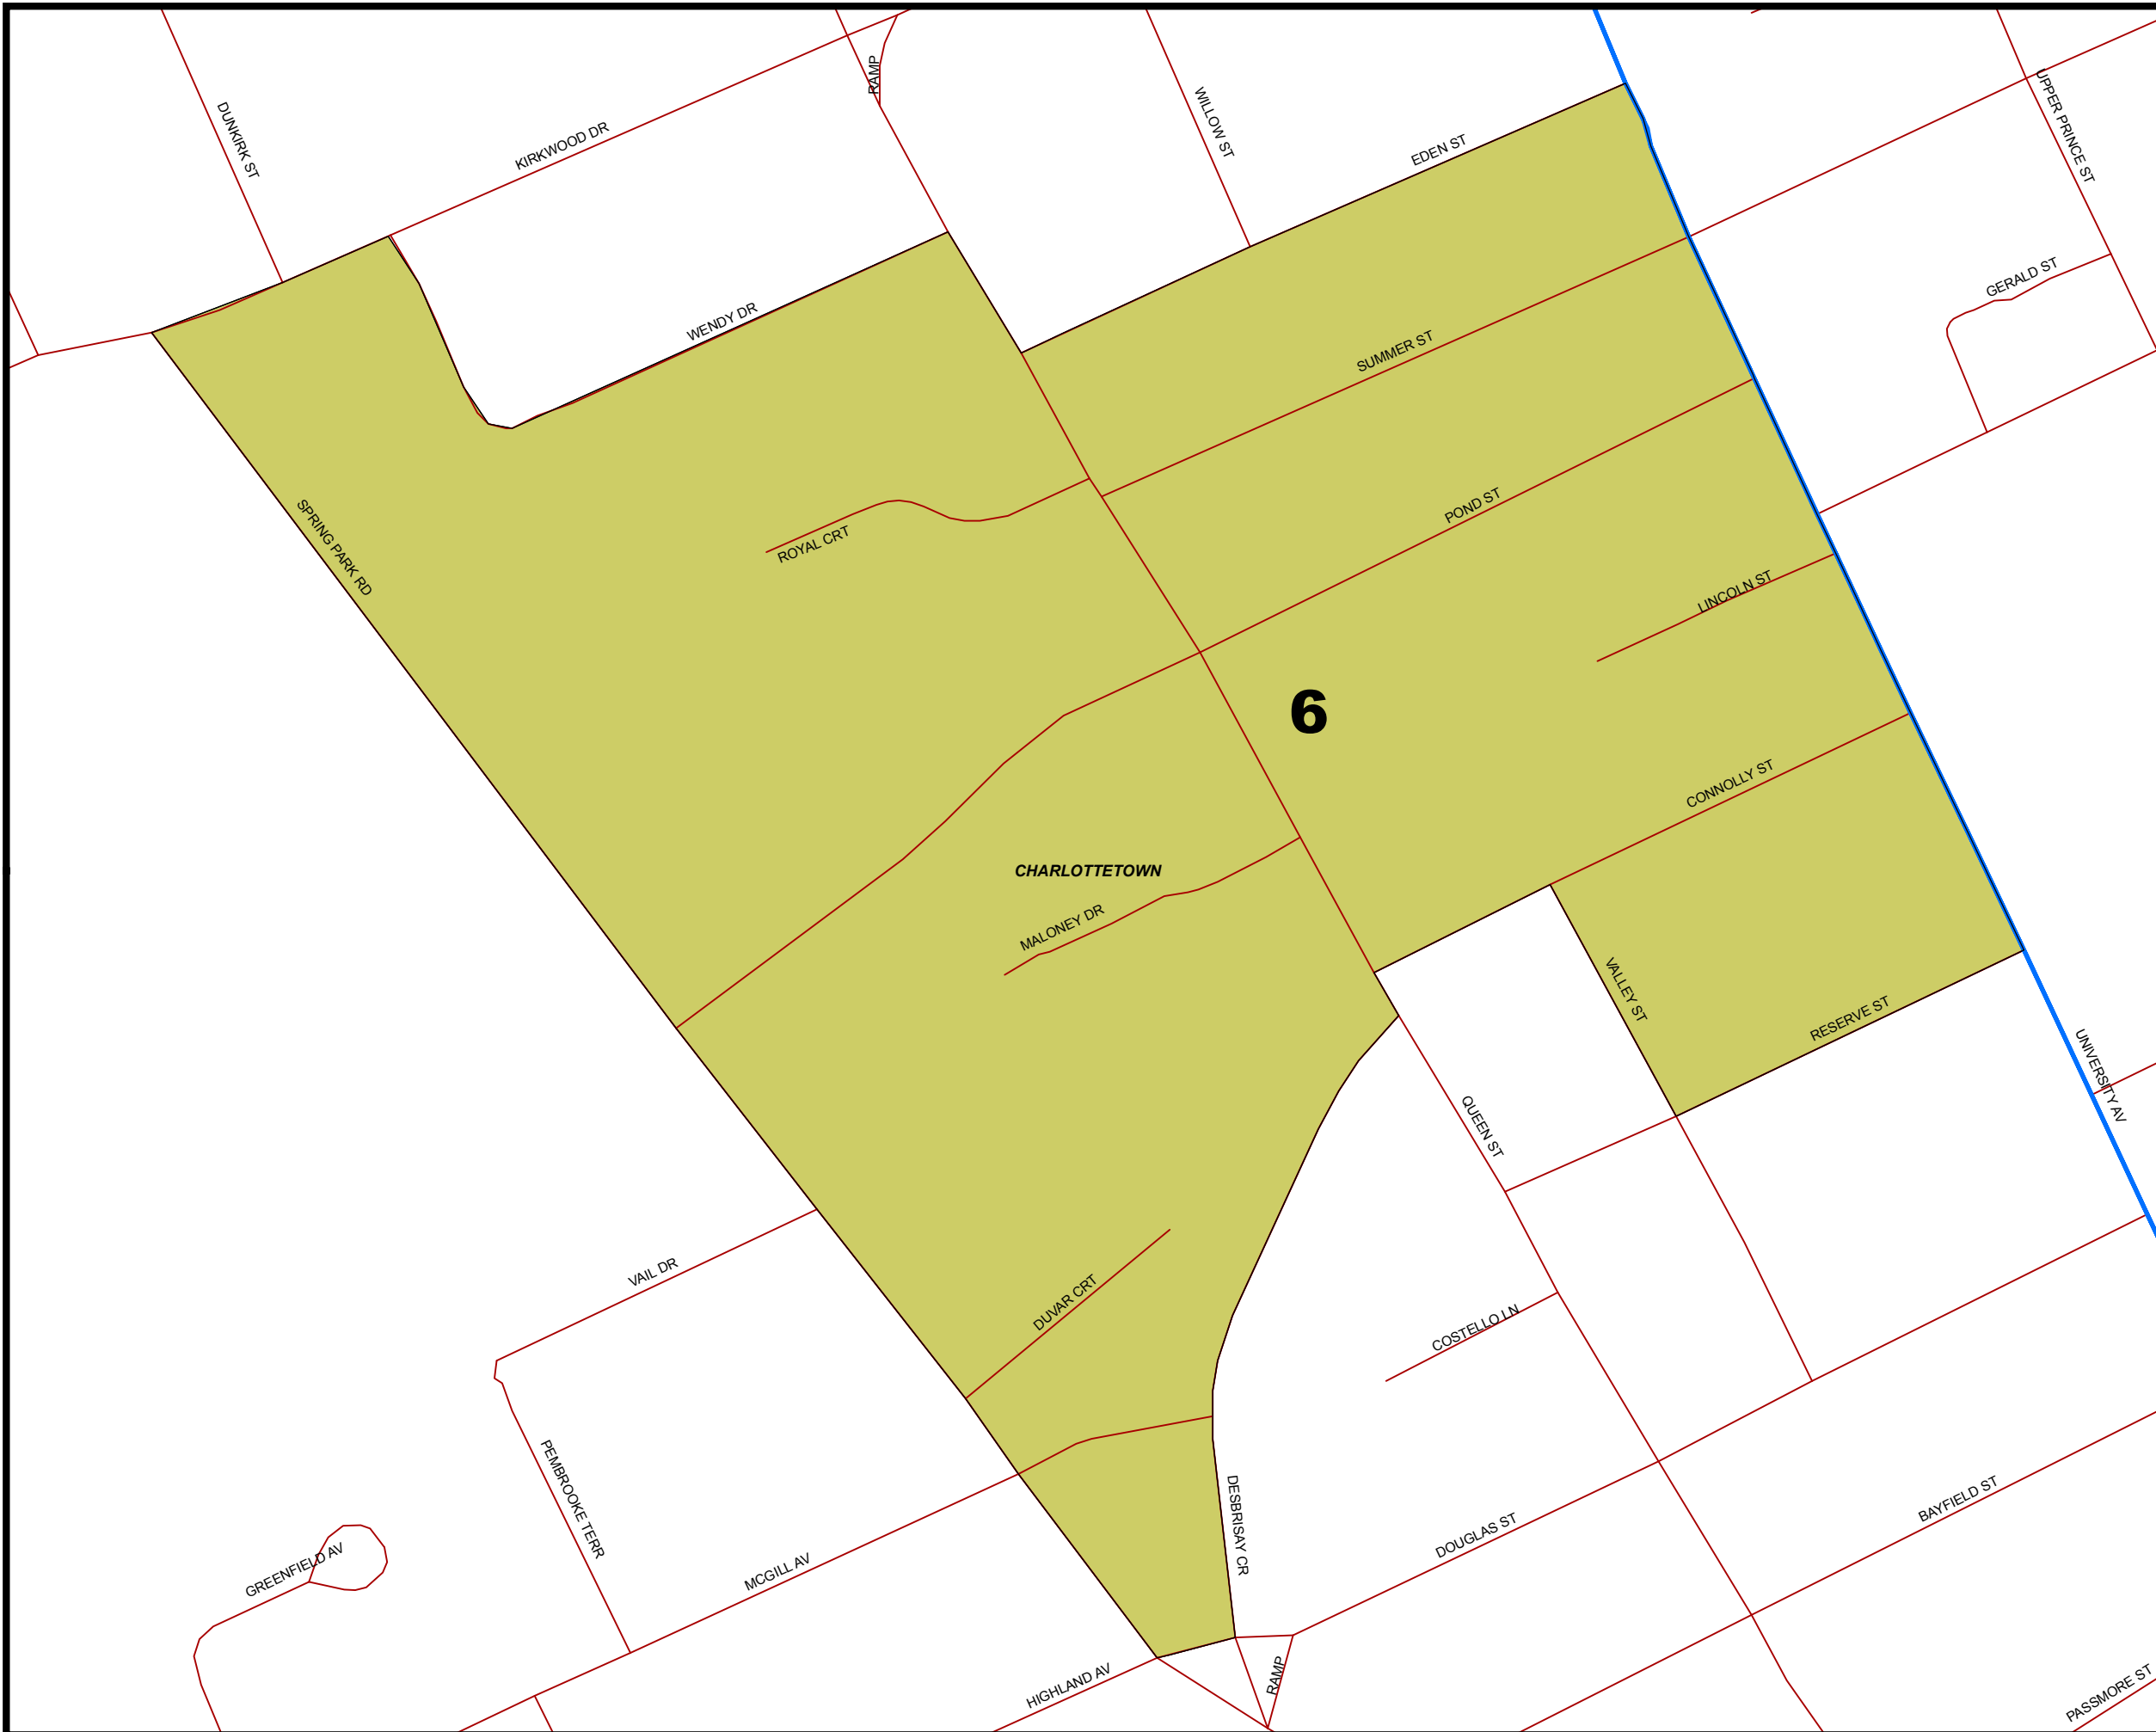 RAMP
DUNKIRK ST
KIRKWOOD DR
WILLOW ST
EDEN ST
UPPER PRINCE ST
GERALD ST
WENDY DR
SUMMER ST
SPRING PARK RD
ROYAL CRT
POND ST
LINCOLN ST
6
CONNOLLY ST
CHARLOTTETOWN
MALONEY DR
VALLEY ST
RESERVE ST
UNIVERSITY AV
QUEEN ST
VAIL DR
DUVAR CRT
COSTELLO LN
PEMBROOKE TERR
DESBRISAY CR
BAYFIELD ST
DOUGLAS ST
GREENFIELD AV
MCGILL AV
HIGHLAND AV
RAMP
PASSMORE ST